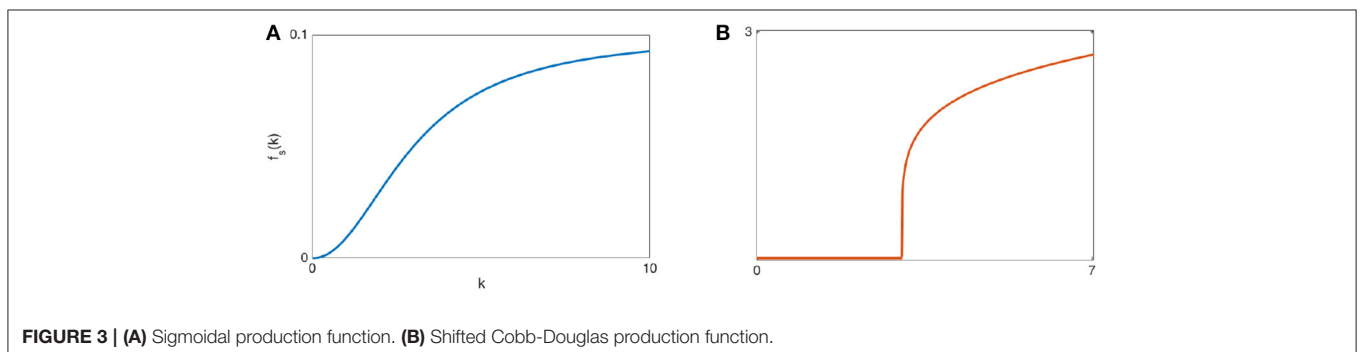 A
0.1
f_s(k)
0
0
10
k
B
3
0
7
FIGURE 3 | (A) Sigmoidal production function. (B) Shifted Cobb-Douglas production function.